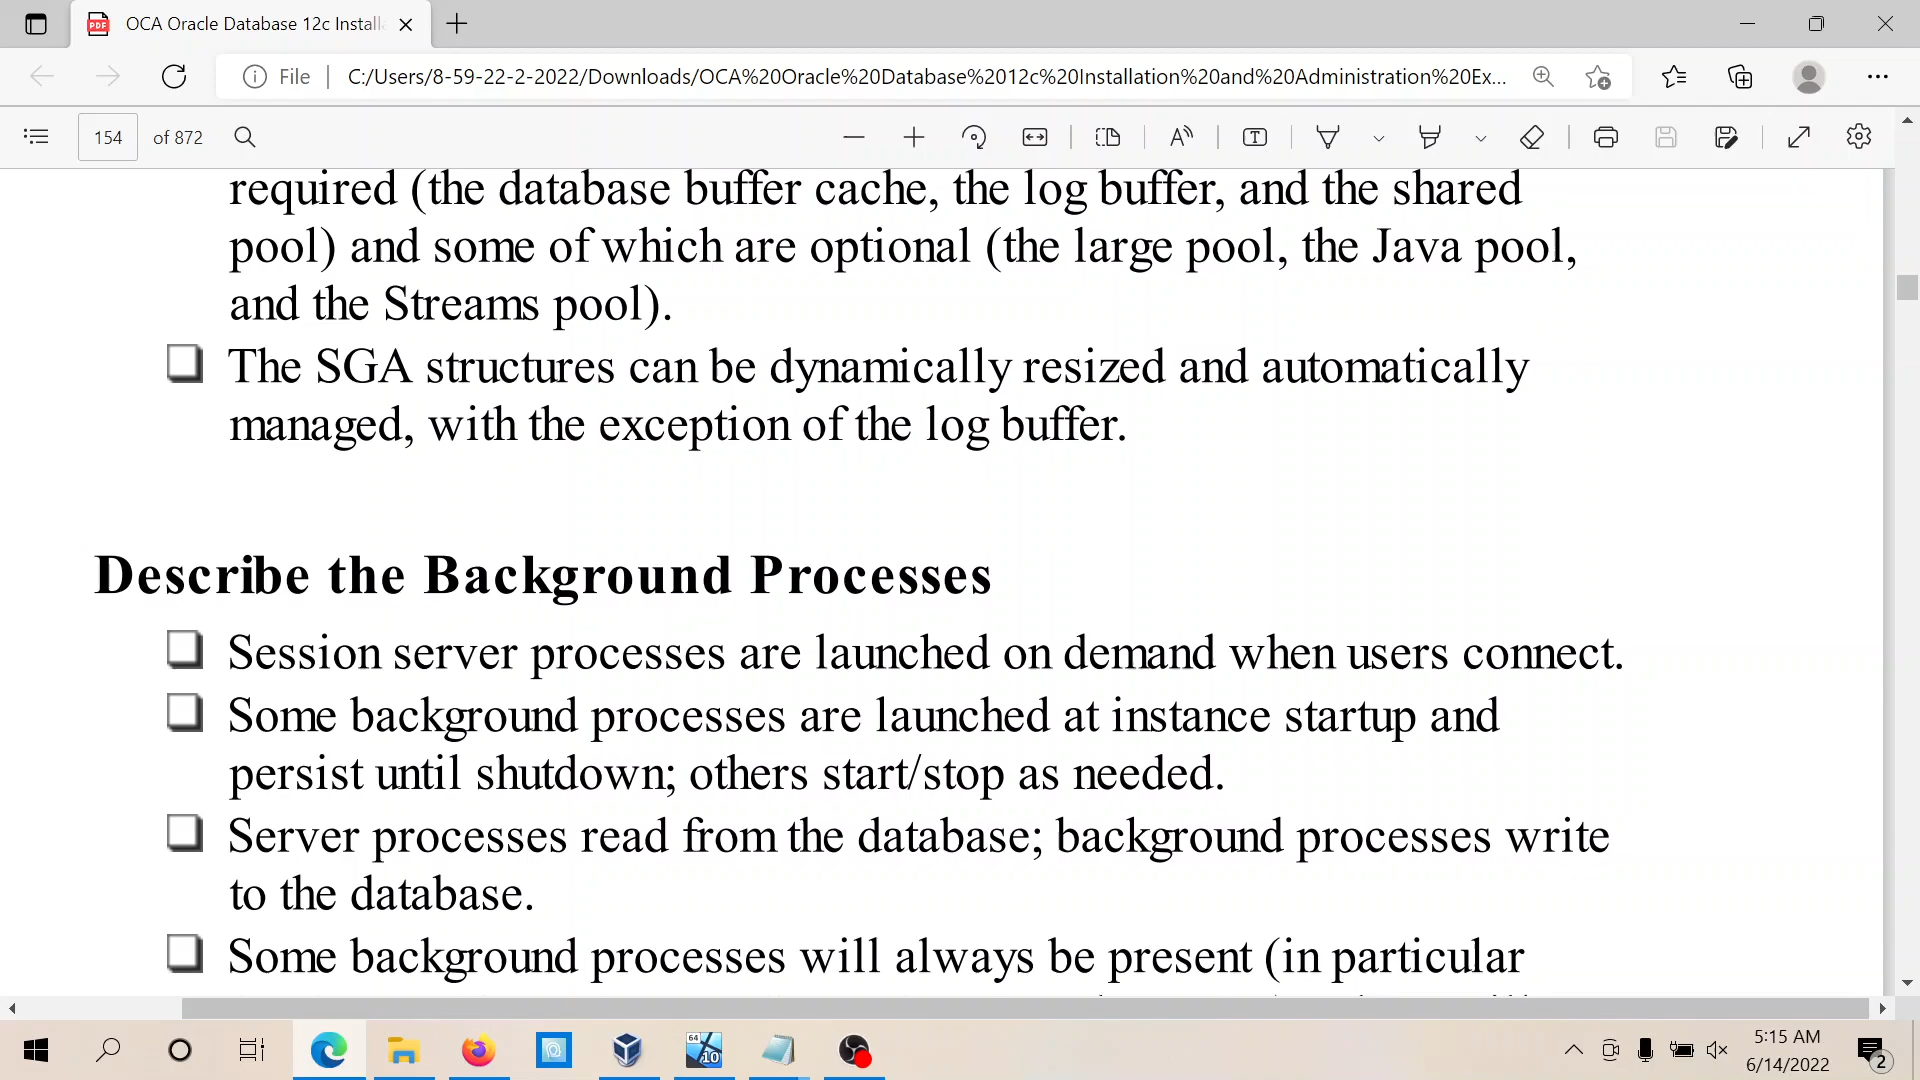 OCA Oracle Database 12c Install
File
C:/Users/8-59-22-2-2022/Downloads/OCA%20Oracle%20Database%2012c%20Installation%20and%20Administration%20Ex...
154 of 872
required (the database buffer cache, the log buffer, and the shared
pool) and some of which are optional (the large pool, the Java pool,
and the Streams pool).
The SGA structures can be dynamically resized and automatically
managed, with the exception of the log buffer.
Describe the Background Processes
Session server processes are launched on demand when users connect.
Some background processes are launched at instance startup and
persist until shutdown; others start/stop as needed.
Server processes read from the database; background processes write
to the database.
Some background processes will always be present (in particular
64
10
5:15 AM
6/14/2022
2